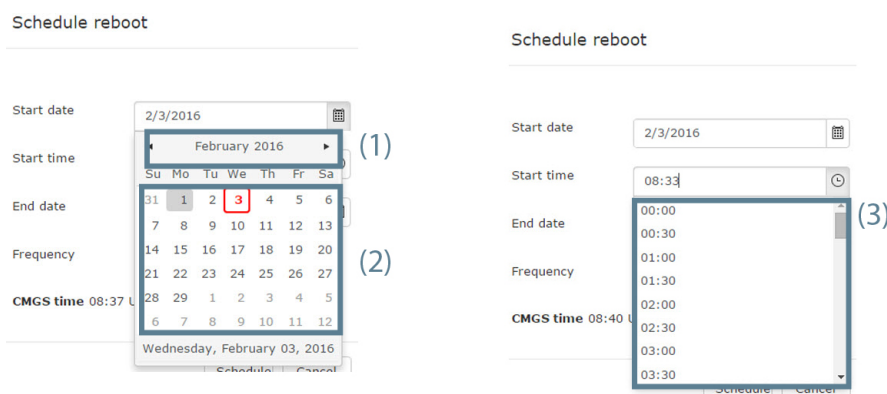 Schedule reboot
Start date
2/3/2016
February 2016
(1)
Start time
Su Mo Tu We Th Fr Sa
31 1 2 3 4 5 6
End date
7 8 9 10 11 12 13
14 15 16 17 18 19 20
Frequency
(2)
21 22 23 24 25 26 27
CMGS time 08:37 U
28 29 1 2 3 4 5
6 7 8 9 10 11 12
Wednesday, February 03, 2016
Schedule Cancel
Schedule reboot
Start date
2/3/2016
Start time
08:33
00:00
(3)
End date
00:30
01:00
Frequency
01:30
02:00
CMGS time 08:40 U
02:30
03:00
03:30
Schedule Cancel